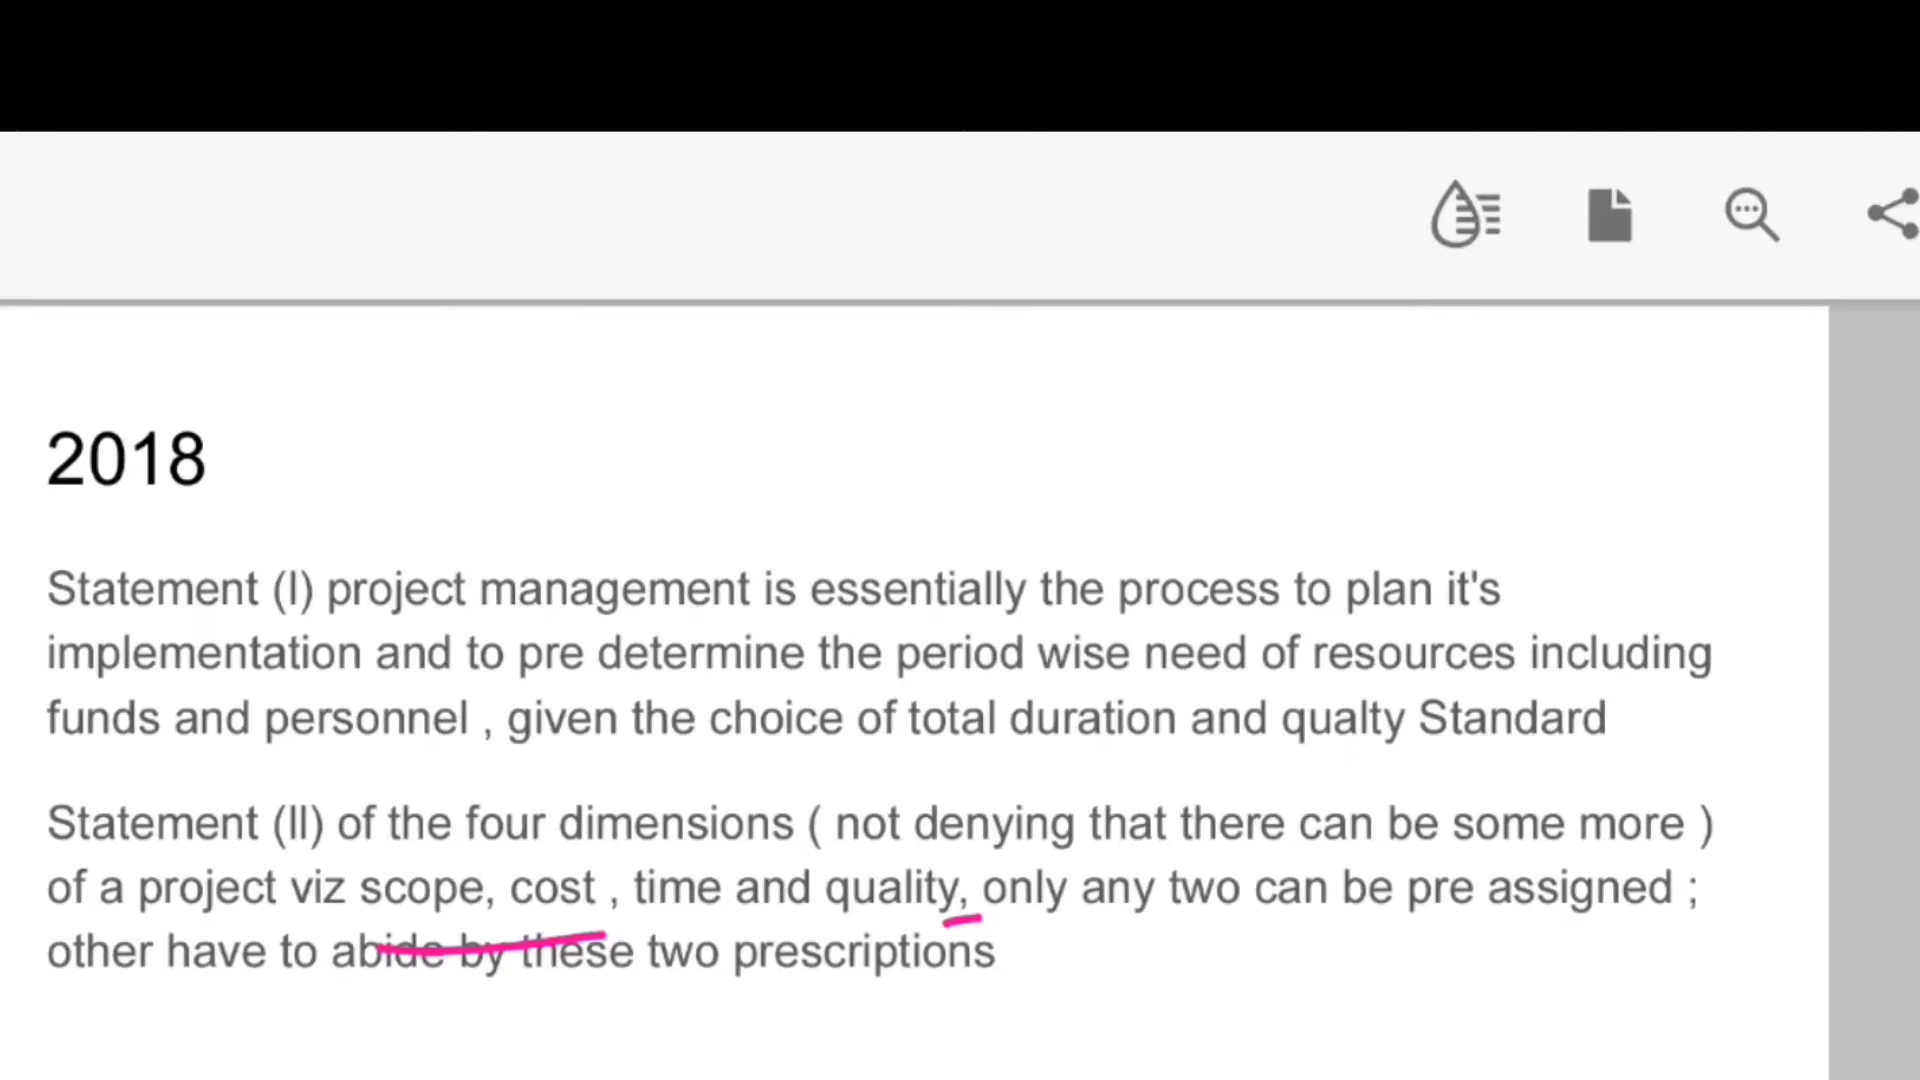 2018
Statement (I) project management is essentially the process to plan it's
implementation and to pre determine the period wise need of resources including
funds and personnel , given the choice of total duration and qualty Standard
Statement (II) of the four dimensions ( not denying that there can be some more )
of a project viz scope, cost , time and quality, only any two can be pre assigned ;
other have to abide by these two prescriptions